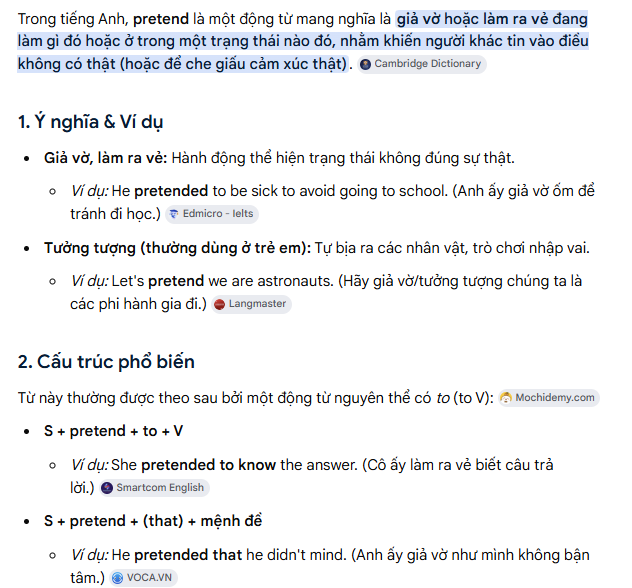 Trong tiếng Anh, pretend là một động từ mang nghĩa là giả vờ hoặc làm ra vẻ đang
làm gì đó hoặc ở trong một trạng thái nào đó, nhằm khiến người khác tin vào điều
không có thật (hoặc để che giấu cảm xúc thật). Cambridge Dictionary
1. Ý nghĩa & Ví dụ
• Giả vờ, làm ra vẻ: Hành động thể hiện trạng thái không đúng sự thật.
◦ Ví dụ: He pretended to be sick to avoid going to school. (Anh ấy giả vờ ốm để
tránh đi học.) Edmicro - Ielts
• Tưởng tượng (thường dùng ở trẻ em): Tự bịa ra các nhân vật, trò chơi nhập vai.
◦ Ví dụ: Let's pretend we are astronauts. (Hãy giả vờ/tưởng tượng chúng ta là
các phi hành gia đi.) Langmaster
2. Cấu trúc phổ biến
Từ này thường được theo sau bởi một động từ nguyên thể có to (to V): Mochidemy.com
• S + pretend + to + V
◦ Ví dụ: She pretended to know the answer. (Cô ấy làm ra vẻ biết câu trả
lời.) Smartcom English
• S + pretend + (that) + mệnh đề
◦ Ví dụ: He pretended that he didn't mind. (Anh ấy giả vờ như mình không bận
tâm.) VOCA.VN